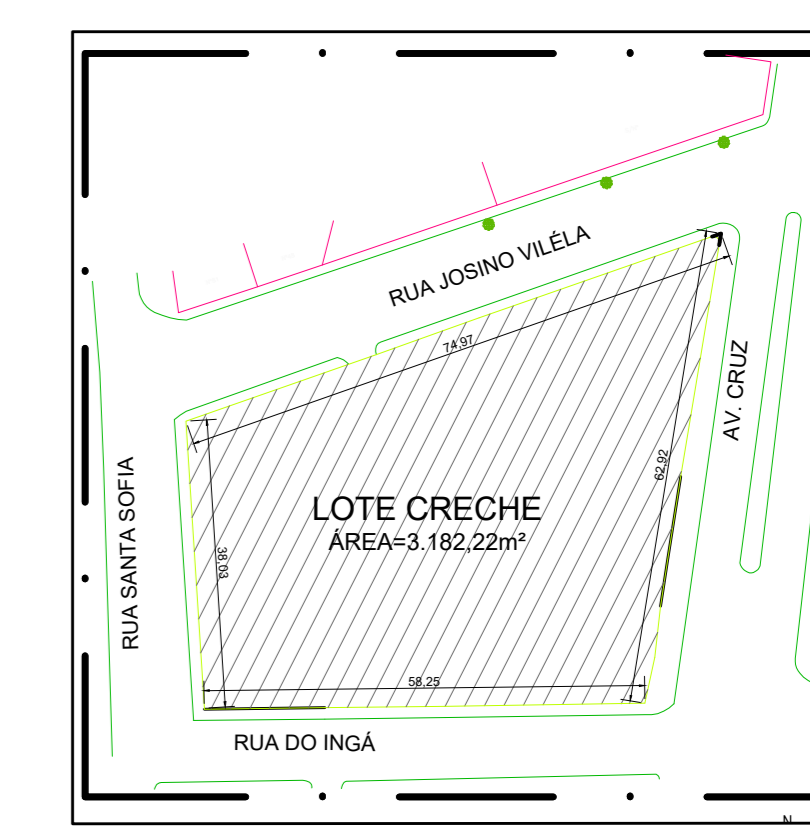 RUA JOSINO VILÉLA
74,97
AV. CRUZ
62,92
LOTE CRECHE
ÁREA=3.182,22m²
RUA SANTA SOFIA
38,03
58,25
RUA DO INGÁ
N